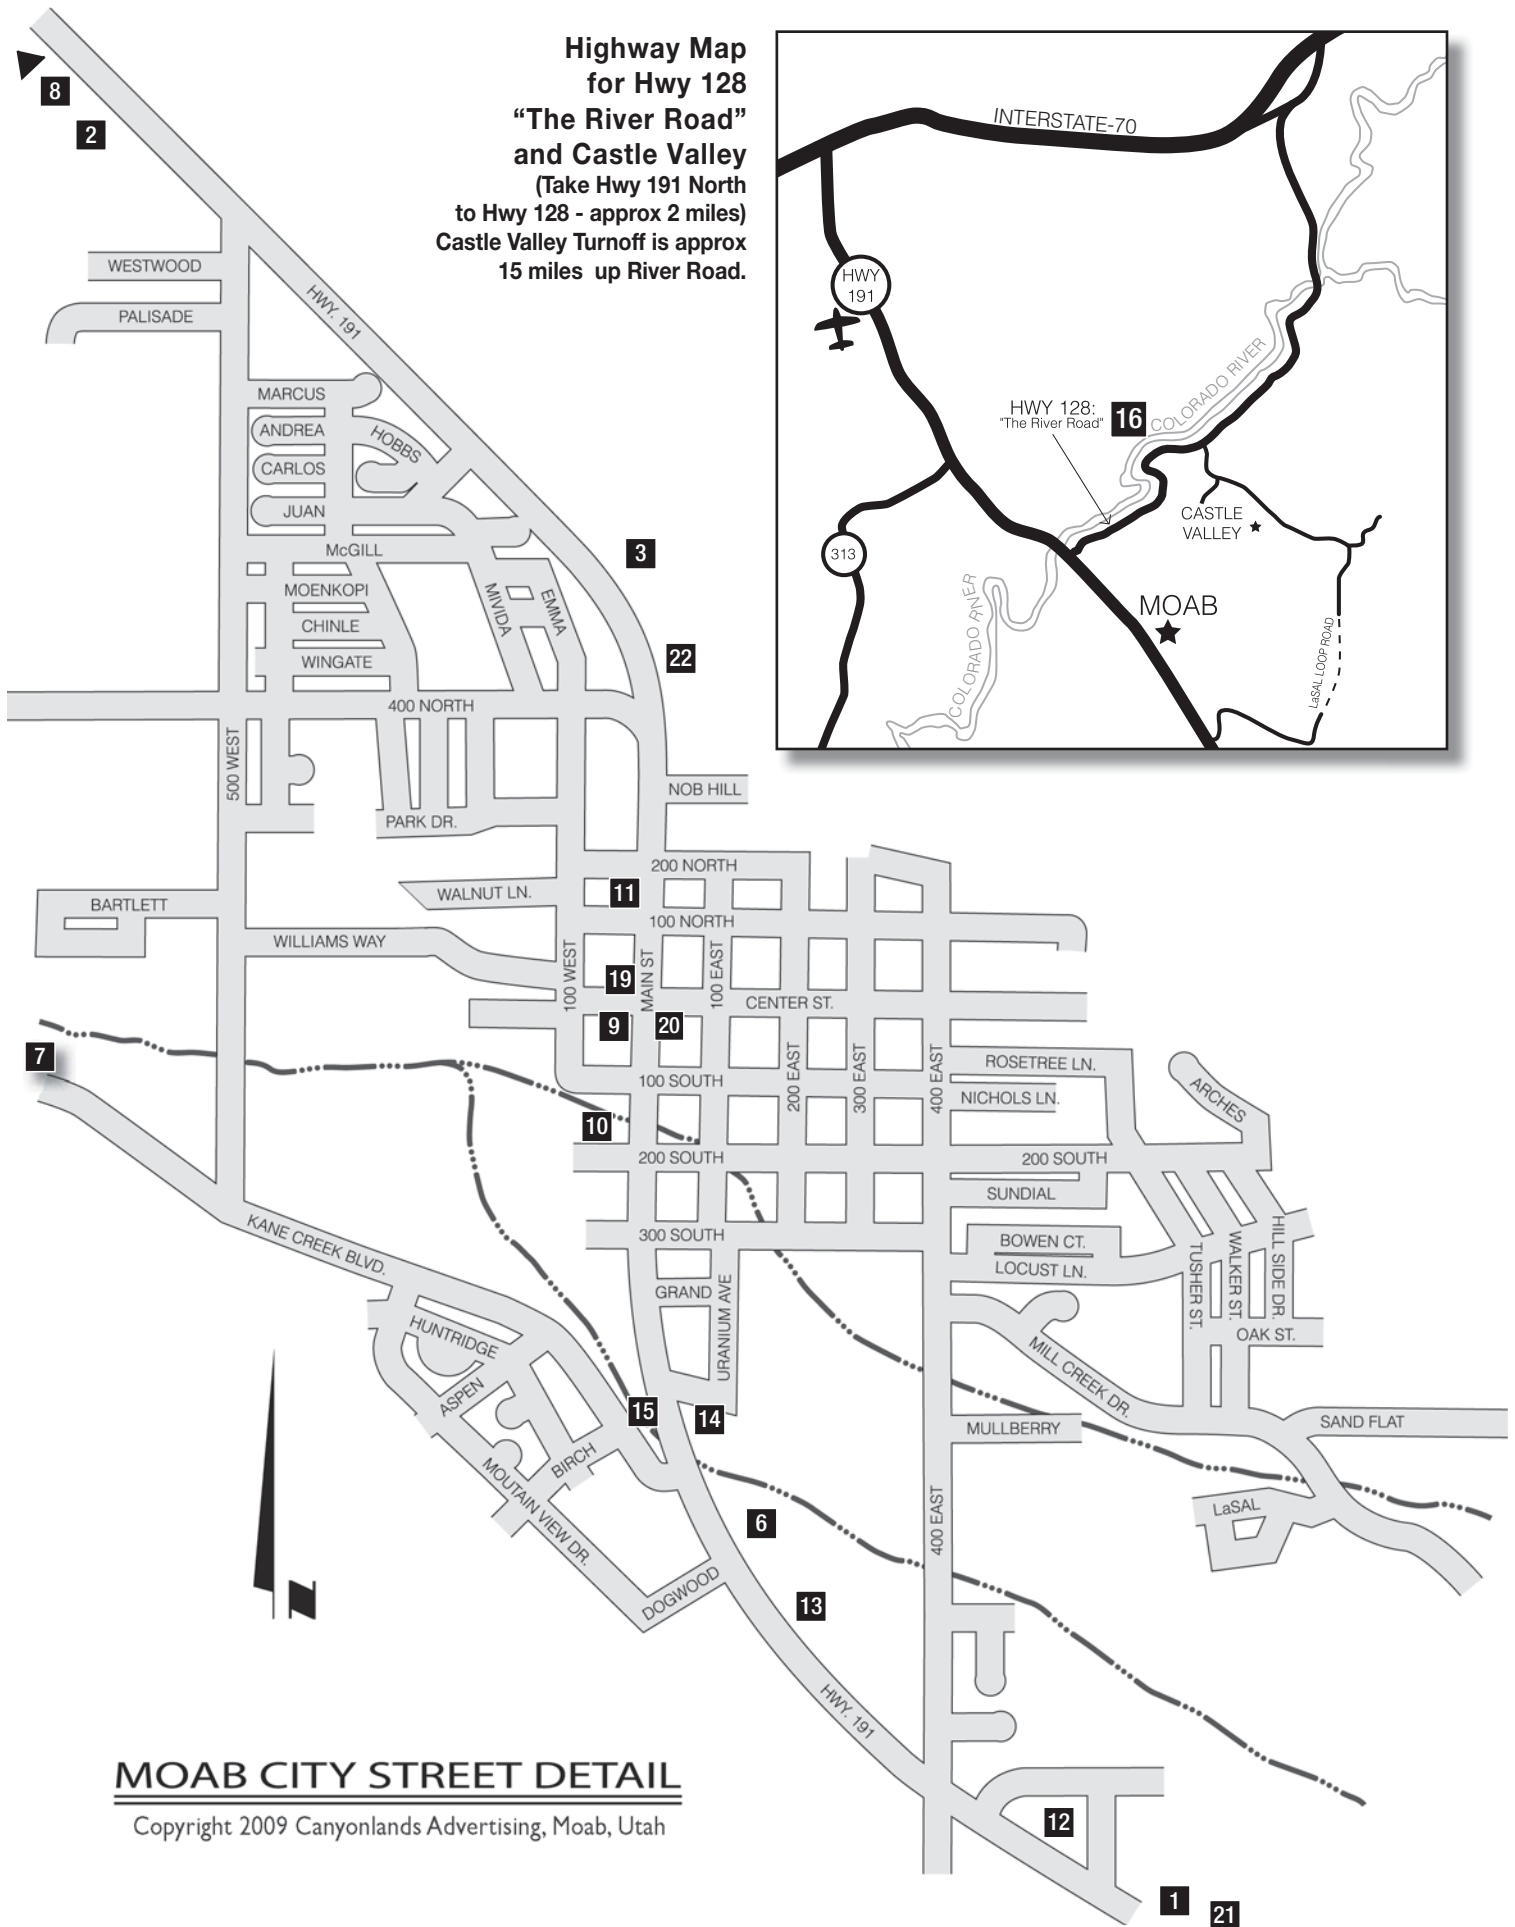 Highway Map
for Hwy 128
“The River Road”
and Castle Valley
(Take Hwy 191 North
to Hwy 128 - approx 2 miles)
Castle Valley Turnoff is approx
15 miles up River Road.
INTERSTATE-70
HWY
191
COLORADO RIVER
HWY 128:
"The River Road"
16
CASTLE
VALLEY
313
MOAB
COLORADO RIVER
LaSAL LOOP ROAD
8
2
WESTWOOD
PALISADE
HWY. 191
MARCUS
ANDREA
HOBBS
CARLOS
JUAN
McGILL
3
MOENKOPI
MIVIDA
EMMA
CHINLE
WINGATE
22
400 NORTH
500 WEST
NOB HILL
PARK DR.
200 NORTH
WALNUT LN.
11
BARTLETT
100 NORTH
WILLIAMS WAY
100 WEST
19
MAIN ST
100 EAST
CENTER ST.
9
20
7
200 EAST
300 EAST
400 EAST
ROSETREE LN.
100 SOUTH
NICHOLS LN.
ARCHES
10
200 SOUTH
200 SOUTH
SUNDIAL
300 SOUTH
BOWEN CT.
LOCUST LN.
KANE CREEK BLVD.
TUSHER ST.
WALKER ST.
HILL SIDE DR.
GRAND
URANIUM AVE
HUNTRIDGE
OAK ST.
MILL CREEK DR.
ASPEN
15
14
MULLBERRY
SAND FLAT
BIRCH
MOUTAIN VIEW DR.
6
400 EAST
LaSAL
DOGWOOD
13
HWY. 191
MOAB CITY STREET DETAIL
Copyright 2009 Canyonlands Advertising, Moab, Utah
12
1
21